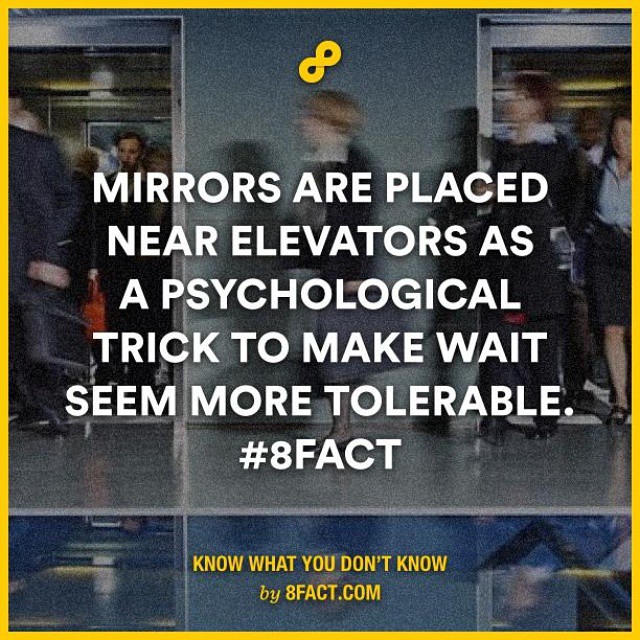 MIRRORS ARE PLACED
NEAR ELEVATORS AS
A PSYCHOLOGICAL
TRICK TO MAKE WAIT
SEEM MORE TOLERABLE.
#8FACT
KNOW WHAT YOU DON'T KNOW
by 8FACT.COM